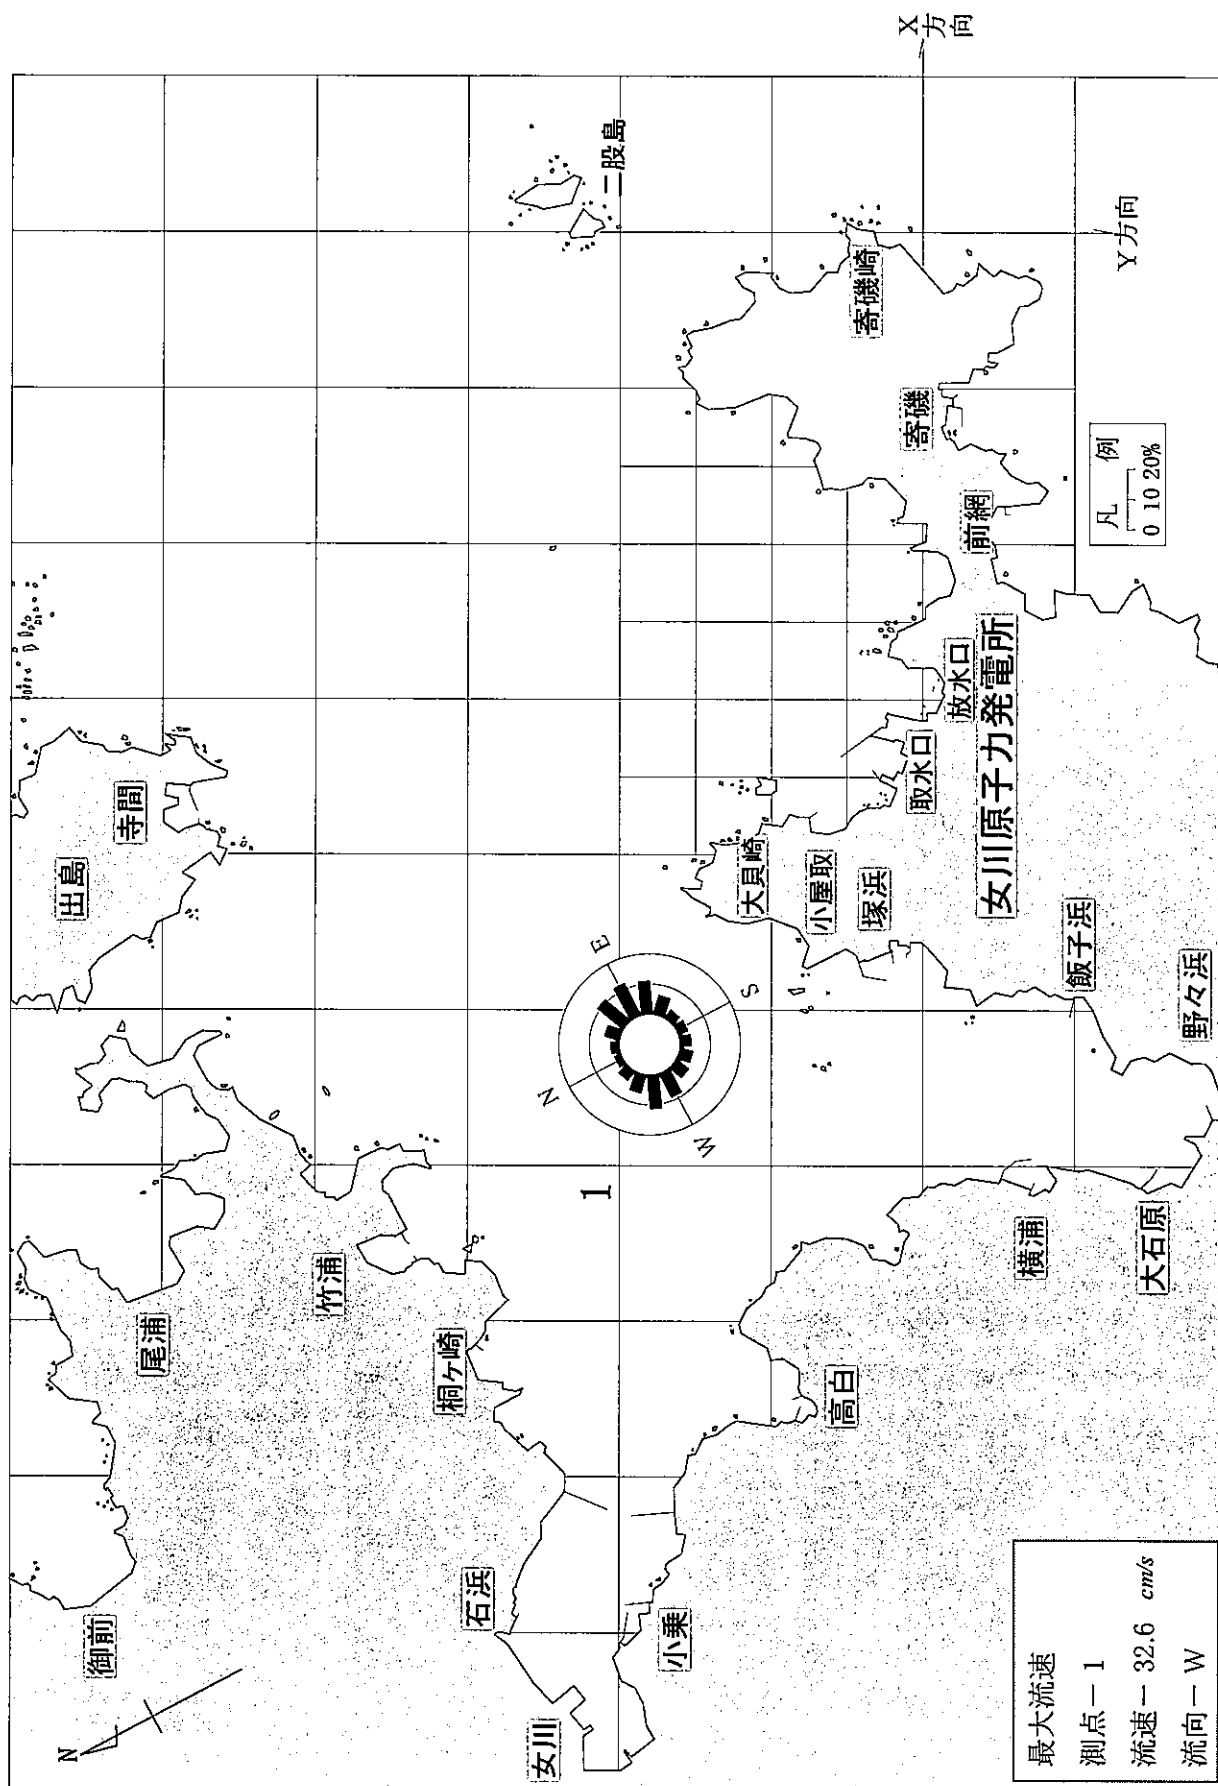 N
御前
尾浦
出島
寺間
竹浦
桐ヶ崎
石浜
女川
小乗
高白
横浦
大石原
野々浜
飯子浜
塚浜
小屋取
大貝崎
取水口
放水口
女川原子力発電所
前網
寄磯
寄磯崎
二股島
1
N
E
S
W
X
方向
Y方向
凡 例
0 10 20%
最大流速
測点－1
流速－32.6 cm/s
流向－W